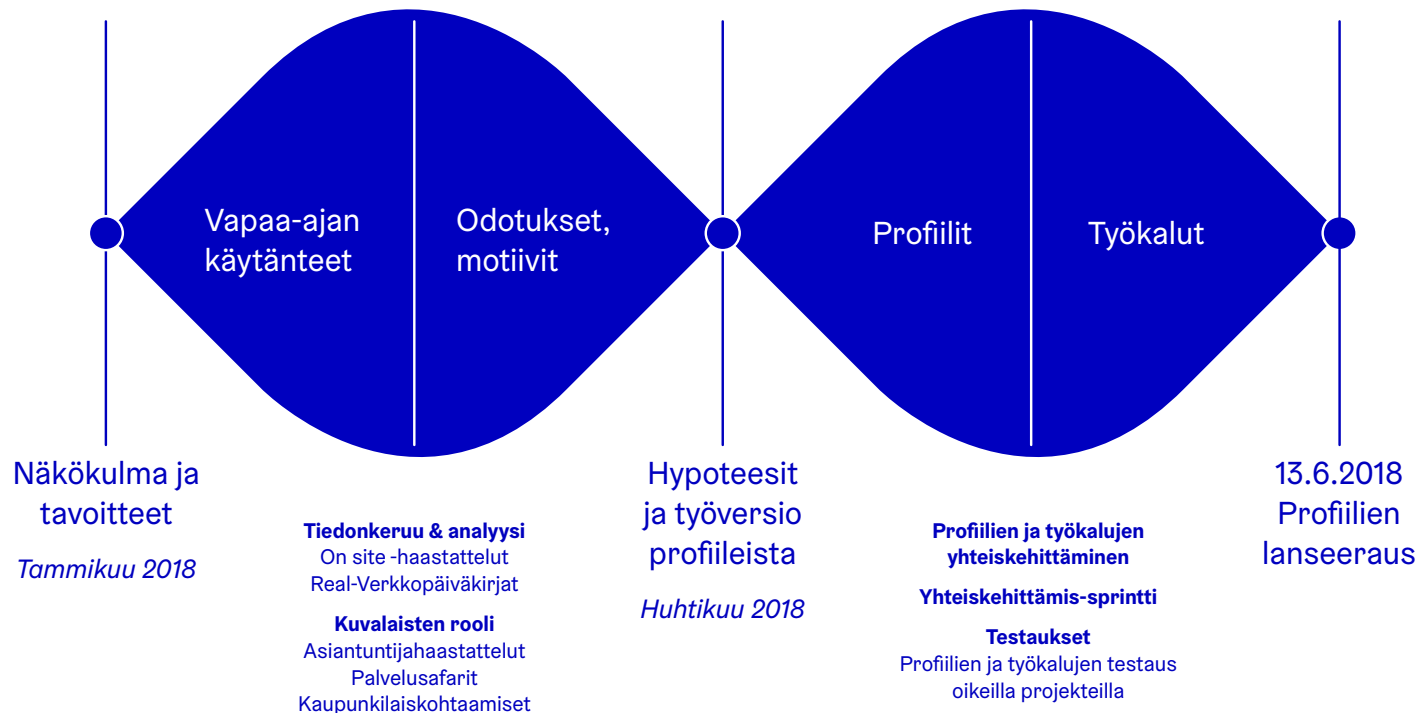 Vapaa-ajan
käytänteet
Odotukset,
motiivit
Profiilit
Työkalut
Näkökulma ja
tavoitteet
Tammikuu 2018
Tiedonkeruu & analyysi
On site -haastattelut
Real-Verkkopäiväkirjat
Kuvalaisten rooli
Asiantuntijahaastattelut
Palvelusafarit
Kaupunkilaiskohtaamiset
Hypoteesit
ja työversio
profiileista
Huhtikuu 2018
Profiilien ja työkalujen
yhteiskehittäminen
Yhteiskehittämis-sprintti
Testaukset
Profiilien ja työkalujen testaus
oikeilla projekteilla
13.6.2018
Profiilien
lanseeraus